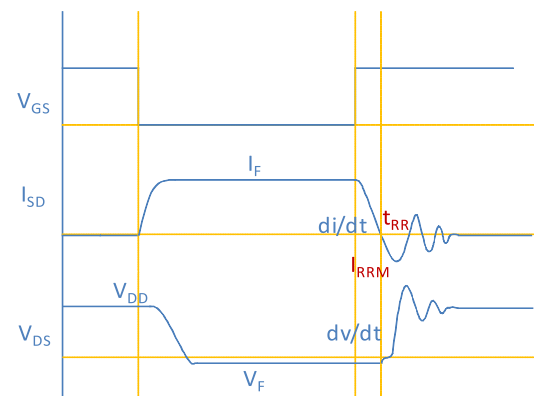 VGS
IF
ISD
tRR
di/dt
IRRM
VDD
VDS
dv/dt
VF